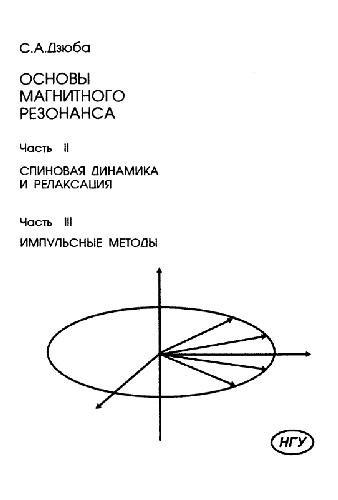 С.А.Дзюба
ОСНОВЫ
МАГНИТНОГО
РЕЗОНАНСА
Часть II
СПИНОВАЯ ДИНАМИКА
И РЕЛАКСАЦИЯ
Часть III
ИМПУЛЬСНЫЕ МЕТОДЫ
НГУ